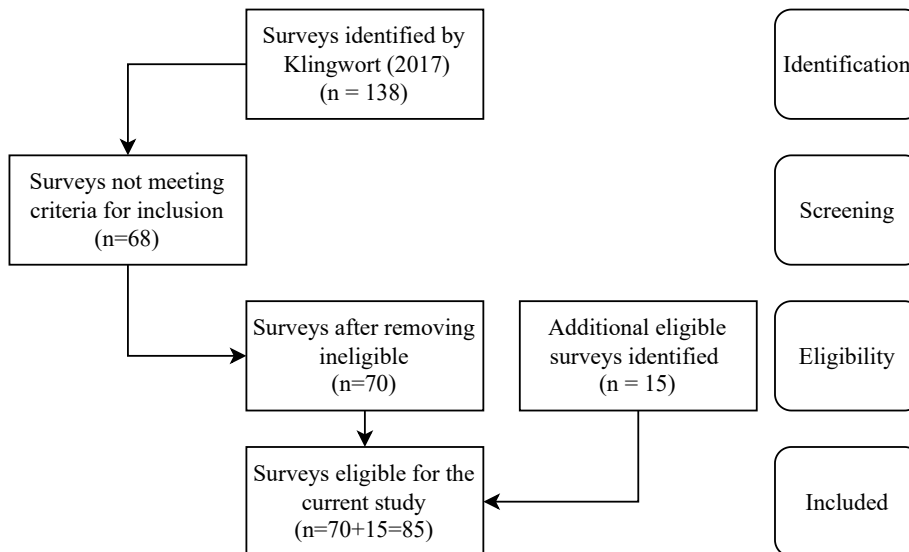 Surveys identified by
Klingwort (2017)
(n = 138)
Identification
Surveys not meeting
criteria for inclusion
(n=68)
Screening
Surveys after removing
ineligible
(n=70)
Additional eligible
surveys identified
(n = 15)
Eligibility
Surveys eligible for the
current study
(n=70+15=85)
Included